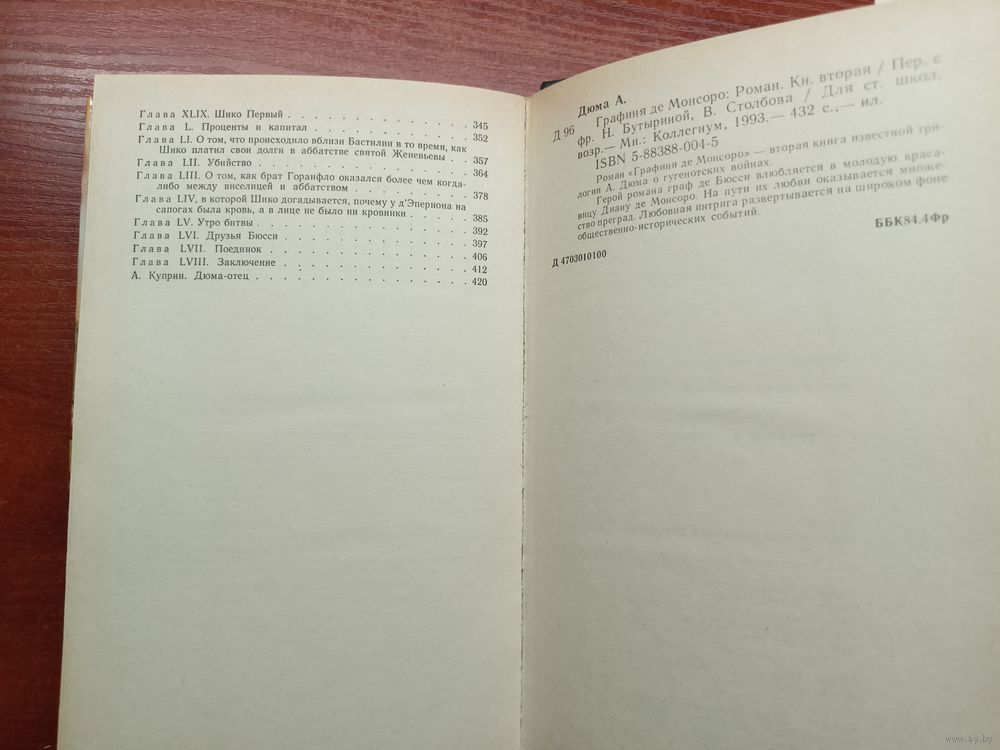 Глава XLIX. Шико Первый . . . . . . . . . . . . . . 345
Глава L. Проценты и капитал . . . . . . . . . . . . . 352
Глава LI. О том, что происходило вблизи Бастилии в то время, как
Шико платил свои долги в аббатстве святой Женевьевы . . 357
Глава LII. Убийство . . . . . . . . . . . . . . . . . 364
Глава LIII. О том, как брат Горанфло оказался более чем когда-
либо между виселицей и аббатством . . . . . . . . . . 378
Глава LIV, в которой Шико догадывается, почему у д'Эпернона на
сапогах была кровь, а в лице не было ни кровинки . . . . . 385
Глава LV. Утро битвы . . . . . . . . . . . . . . . . 392
Глава LVI. Друзья Бюсси . . . . . . . . . . . . . . . 397
Глава LVII. Поединок . . . . . . . . . . . . . . . . 406
Глава LVIII. Заключение . . . . . . . . . . . . . . . 412
А. Куприн. Дюма-отец . . . . . . . . . . . . . . . . 420
Дюма А.
Д 96 Графиня де Монсоро: Роман. Кн. вторая / Пер. с
фр. Н. Бутыриной, В. Столбова / Для ст. школ.
возр.— Мн.: Коллегиум, 1993.— 432 с.,— ил.
ISBN 5-88388-004-5
Роман «Графиня де Монсоро» — вторая книга известной три-
логии А. Дюма о гугенотских войнах.
Герой романа граф де Бюсси влюбляется в молодую краса-
вицу Диану де Монсоро. На пути их любви оказывается множе-
ство преград. Любовная интрига развертывается на широком фоне
общественно-исторических событий.
Д 4703010100
ББК84.4Фр
www.ay.by